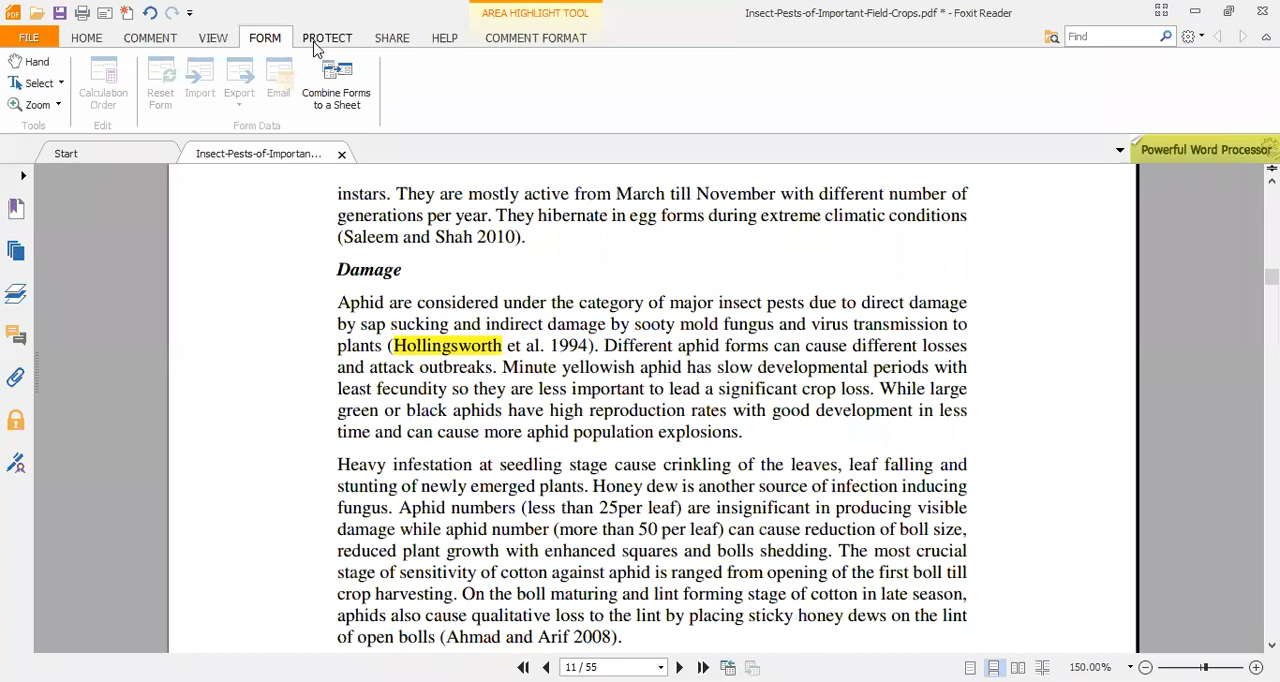 AREA HIGHLIGHT TOOL
Insect-Pests-of-Important-Field-Crops.pdf * - Foxit Reader
FILE HOME COMMENT VIEW FORM PROTECT SHARE HELP COMMENT FORMAT
Find
Hand
Select
Zoom
Tools
Calculation
Order
Edit
Reset
Form
Import
Export
Email
Combine Forms
to a Sheet
Form Data
Start
Insect-Pests-of-Importan...
Powerful Word Processor
instars. They are mostly active from March till November with different number of
generations per year. They hibernate in egg forms during extreme climatic conditions
(Saleem and Shah 2010).
Damage
Aphid are considered under the category of major insect pests due to direct damage
by sap sucking and indirect damage by sooty mold fungus and virus transmission to
plants (Hollingsworth et al. 1994). Different aphid forms can cause different losses
and attack outbreaks. Minute yellowish aphid has slow developmental periods with
least fecundity so they are less important to lead a significant crop loss. While large
green or black aphids have high reproduction rates with good development in less
time and can cause more aphid population explosions.
Heavy infestation at seedling stage cause crinkling of the leaves, leaf falling and
stunting of newly emerged plants. Honey dew is another source of infection inducing
fungus. Aphid numbers (less than 25per leaf) are insignificant in producing visible
damage while aphid number (more than 50 per leaf) can cause reduction of boll size,
reduced plant growth with enhanced squares and bolls shedding. The most crucial
stage of sensitivity of cotton against aphid is ranged from opening of the first boll till
crop harvesting. On the boll maturing and lint forming stage of cotton in late season,
aphids also cause qualitative loss to the lint by placing sticky honey dews on the lint
of open bolls (Ahmad and Arif 2008).
11 / 55
150.00%